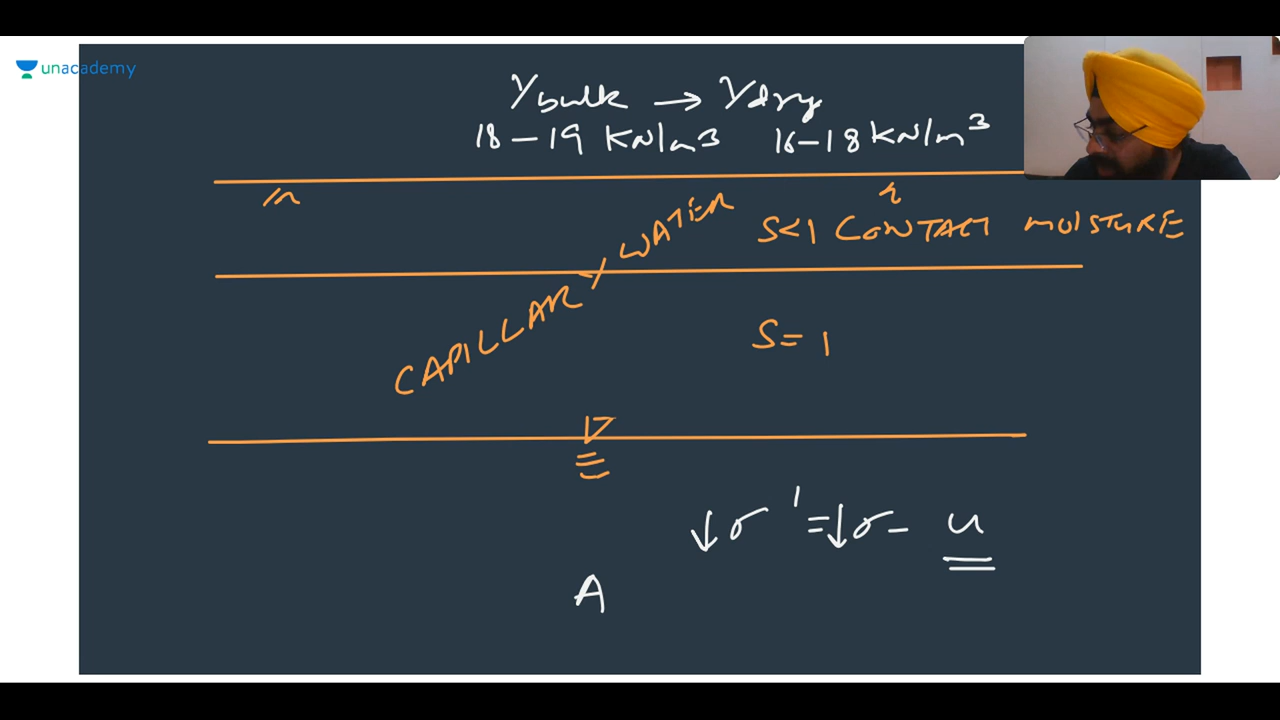 unacademy
γbulk → γdry
18-19 KN/m3 16-18 KN/m3
CAPILLARY WATER
S<1 CONTACT MOISTURE
S=1
↓σ' = ↓σ - u
A